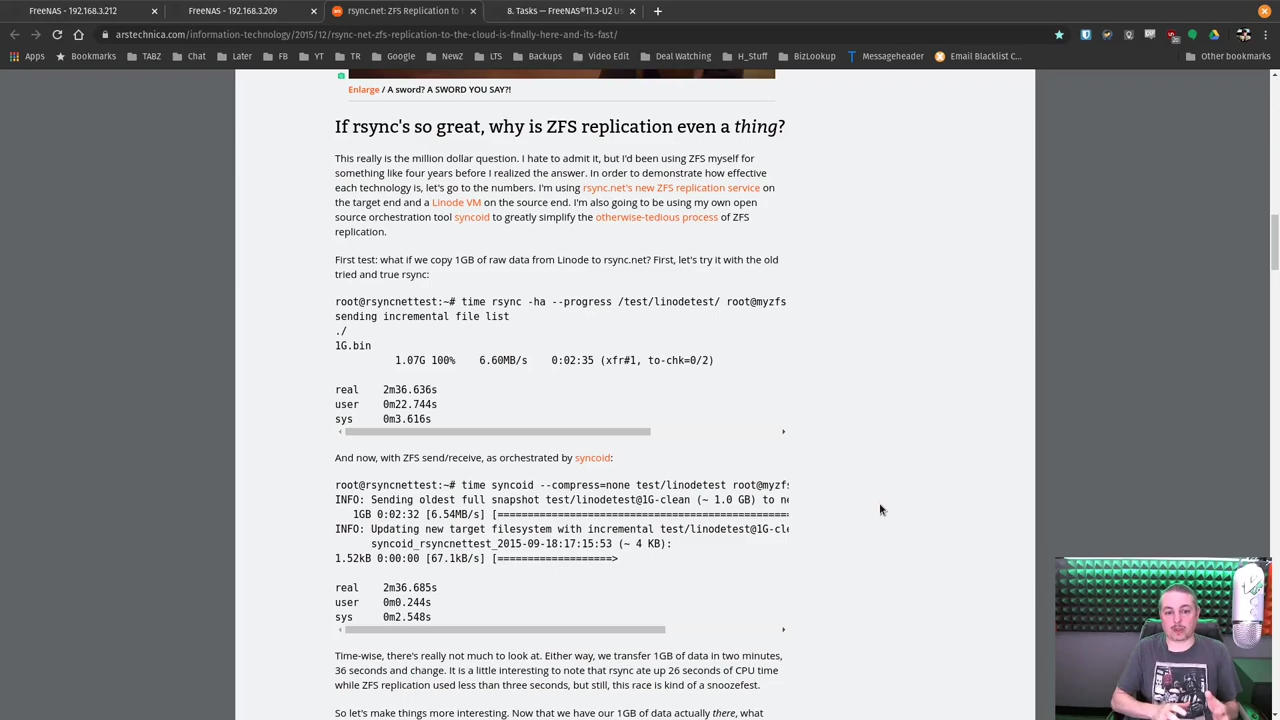 FreeNAS - 192.168.3.212
FreeNAS - 192.168.3.209
rsync.net: ZFS Replication to t
8. Tasks — FreeNAS®11.3-U2 Us
arstechnica.com/information-technology/2015/12/rsync-net-zfs-replication-to-the-cloud-is-finally-here-and-its-fast/
Apps Bookmarks TABZ Chat Later FB YT TR Google NewZ LTS Backups Video Edit Deal Watching H_Stuff BizLookup Messageheader Email Blacklist C... Other bookmarks
Enlarge / A sword? A SWORD YOU SAY?!
If rsync's so great, why is ZFS replication even a thing?
This really is the million dollar question. I hate to admit it, but I'd been using ZFS myself for
something like four years before I realized the answer. In order to demonstrate how effective
each technology is, let's go to the numbers. I'm using rsync.net's new ZFS replication service on
the target end and a Linode VM on the source end. I'm also going to be using my own open
source orchestration tool syncoid to greatly simplify the otherwise-tedious process of ZFS
replication.
First test: what if we copy 1GB of raw data from Linode to rsync.net? First, let's try it with the old
tried and true rsync:
root@rsyncnettest:~# time rsync -ha --progress /test/linodetest/ root@myzfs
sending incremental file list
./
1G.bin
1.07G 100% 6.60MB/s 0:02:35 (xfr#1, to-chk=0/2)
real 2m36.636s
user 0m22.744s
sys 0m3.616s
And now, with ZFS send/receive, as orchestrated by syncoid:
root@rsyncnettest:~# time syncoid --compress=none test/linodetest root@myzfs
INFO: Sending oldest full snapshot test/linodetest@1G-clean (~ 1.0 GB) to ne
1GB 0:02:32 [6.54MB/s] [================================================
INFO: Updating new target filesystem with incremental test/linodetest@1G-cle
syncoid_rsyncnettest_2015-09-18:17:15:53 (~ 4 KB):
1.52kB 0:00:00 [67.1kB/s] [===================>
real 2m36.685s
user 0m0.244s
sys 0m2.548s
Time-wise, there's really not much to look at. Either way, we transfer 1GB of data in two minutes,
36 seconds and change. It is a little interesting to note that rsync ate up 26 seconds of CPU time
while ZFS replication used less than three seconds, but still, this race is kind of a snoozefest.
So let's make things more interesting. Now that we have our 1GB of data actually there, what